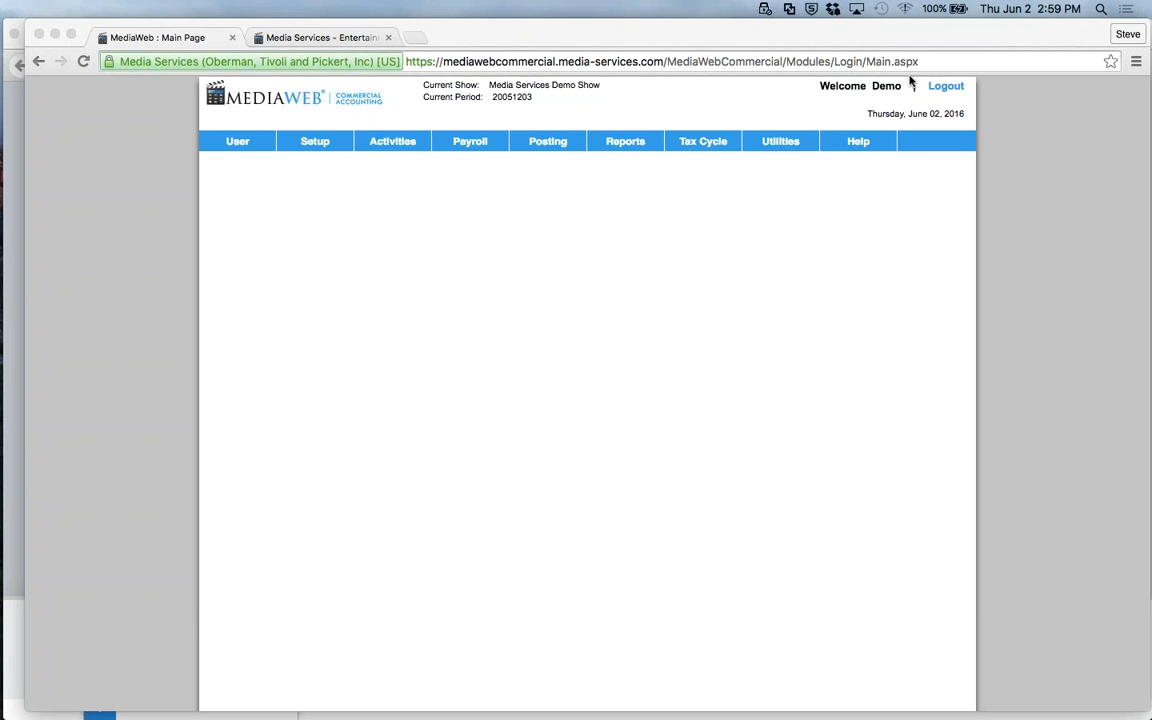 100% Thu Jun 2 2:59 PM
MediaWeb : Main Page Media Services - Entertain Steve
Media Services (Oberman, Tivoli and Pickert, Inc) [US] https://mediawebcommercial.media-services.com/MediaWebCommercial/Modules/Login/Main.aspx
MEDIAWEB® | COMMERCIAL ACCOUNTING
Current Show: Media Services Demo Show
Current Period: 20051203
Welcome Demo Logout
Thursday, June 02, 2016
User Setup Activities Payroll Posting Reports Tax Cycle Utilities Help